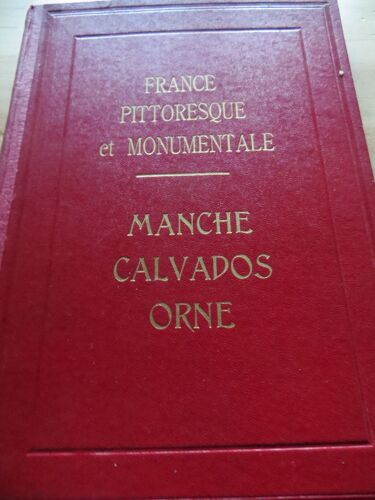 FRANCE
PITTORESQUE
et MONUMENTALE
MANCHE
CALVADOS
ORNE